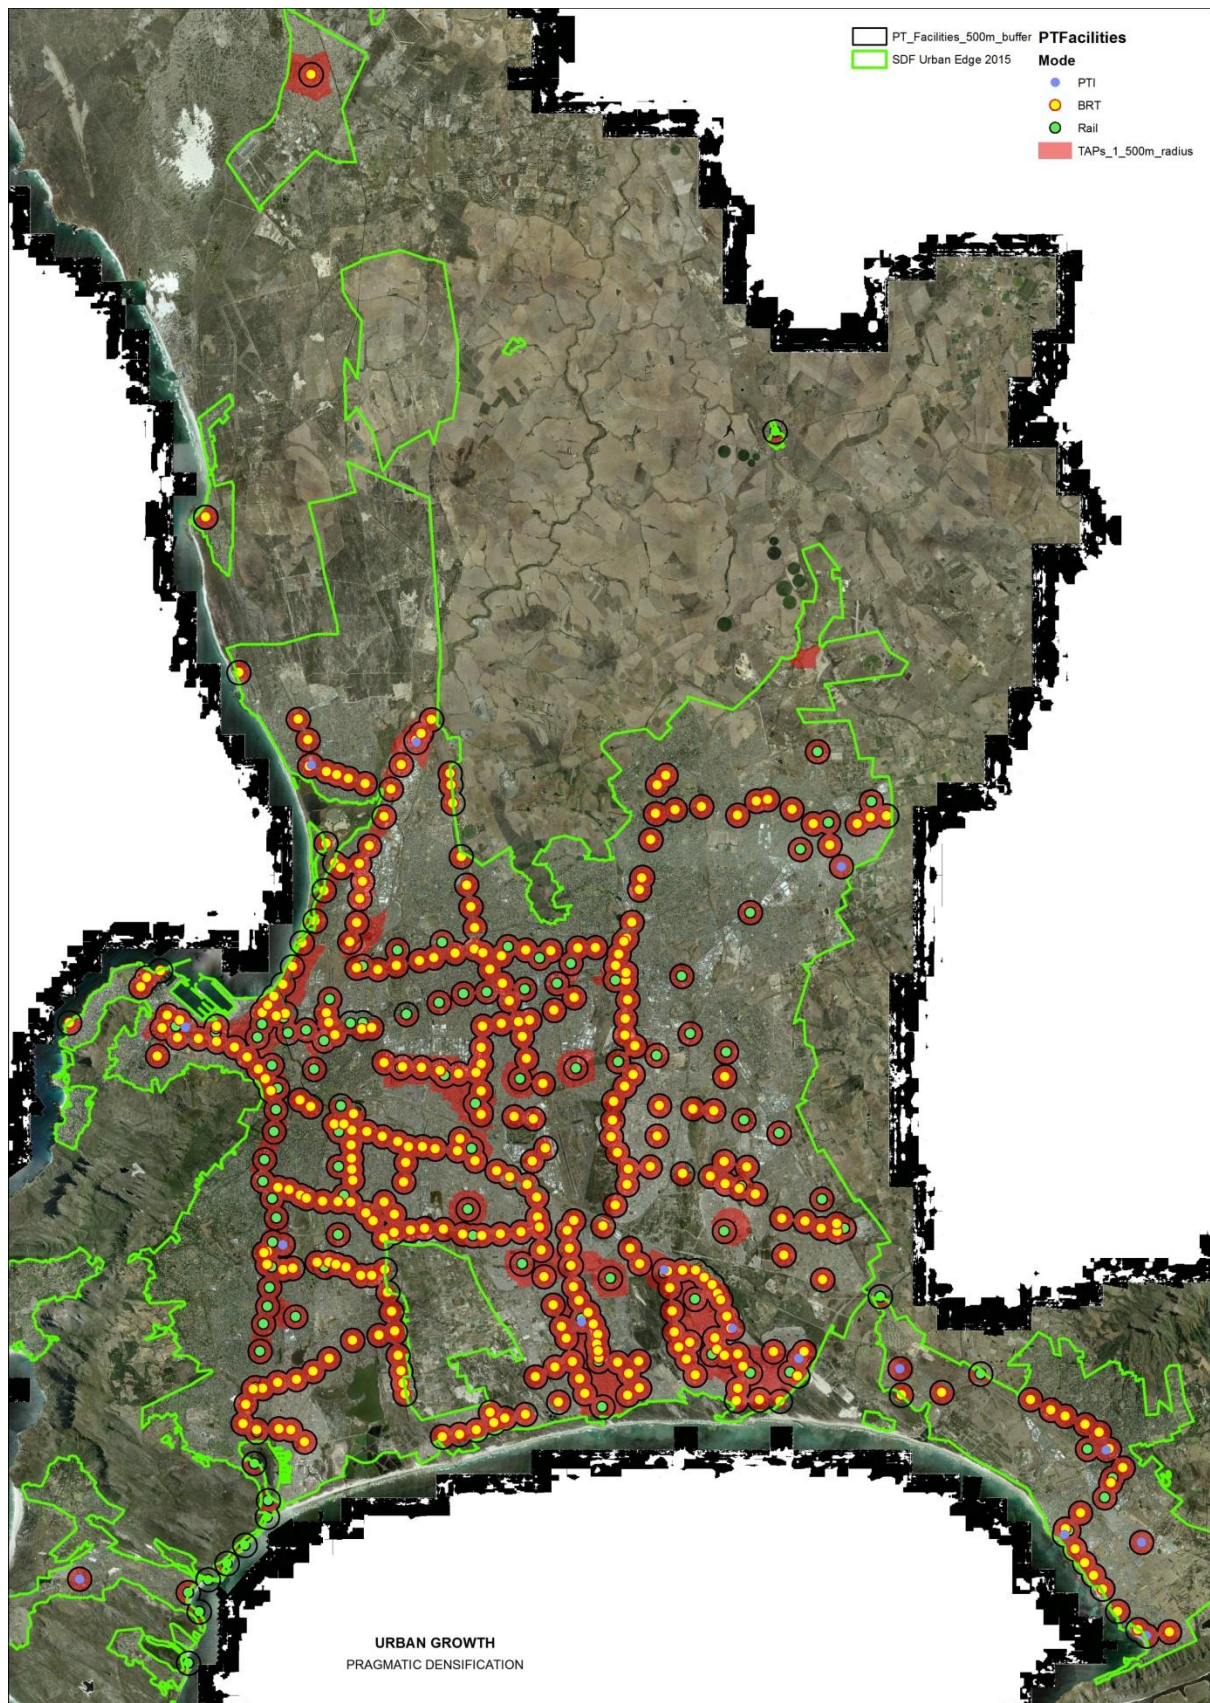 PT_Facilities_500m_buffer
SDF Urban Edge 2015
PTFacilities
Mode
PTI
BRT
Rail
TAPs_1_500m_radius
URBAN GROWTH
PRAGMATIC DENSIFICATION